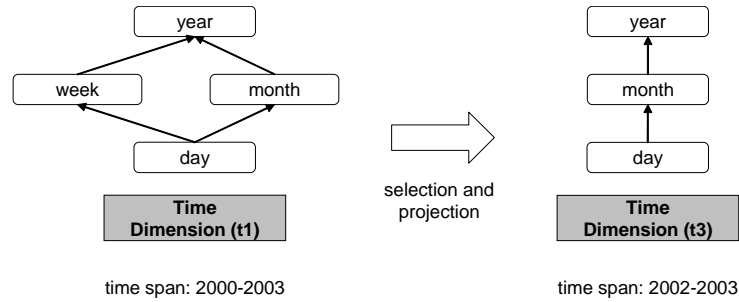 year
week
month
day
Time
Dimension (t1)
time span: 2000-2003
selection and
projection
year
month
day
Time
Dimension (t3)
time span: 2002-2003